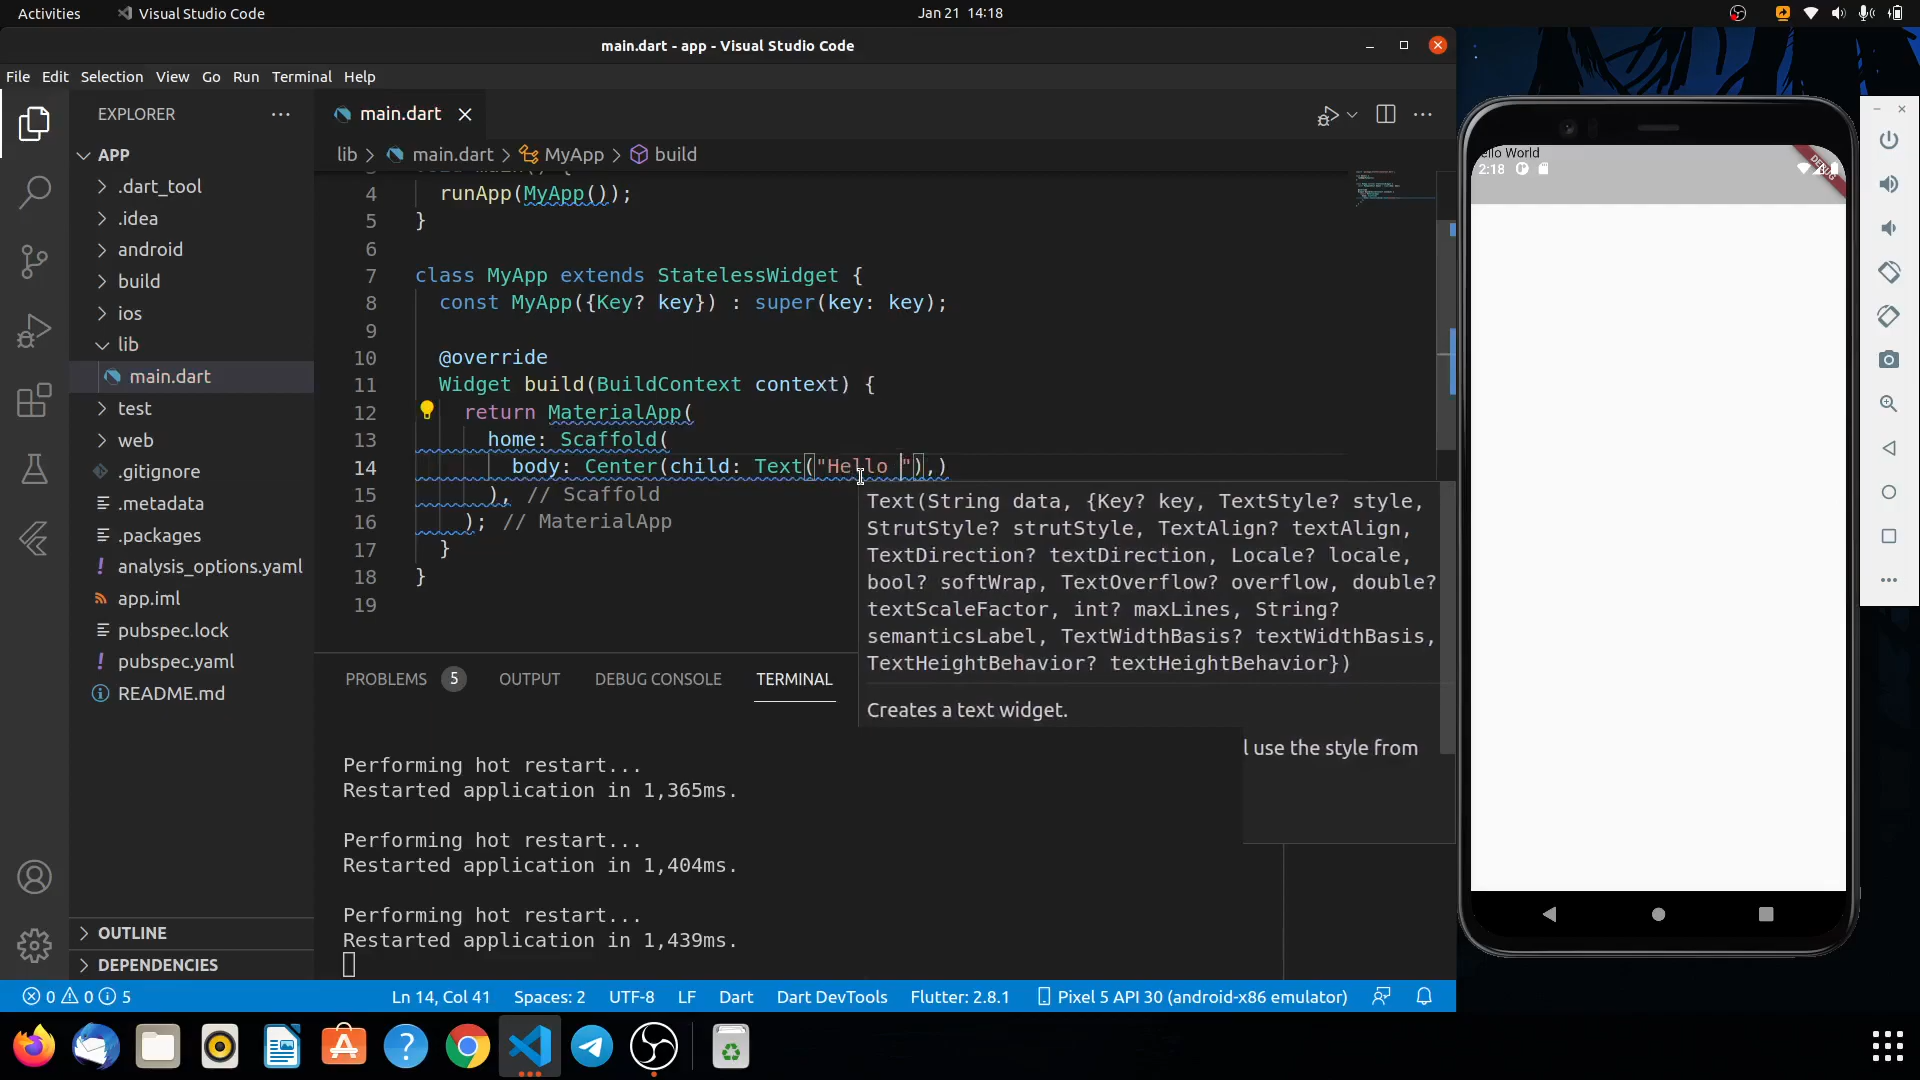 Activities
Visual Studio Code
Jan 21 14:18
main.dart - app - Visual Studio Code
File Edit Selection View Go Run Terminal Help
EXPLORER
APP
.dart_tool
.idea
android
build
ios
lib
main.dart
test
web
.gitignore
.metadata
.packages
analysis_options.yaml
app.iml
pubspec.lock
pubspec.yaml
README.md
OUTLINE
DEPENDENCIES
main.dart
lib > main.dart > MyApp > build
4 runApp(MyApp());
5 }
6
7 class MyApp extends StatelessWidget {
8 const MyApp({Key? key}) : super(key: key);
9
10 @override
11 Widget build(BuildContext context) {
12 return MaterialApp(
13 home: Scaffold(
14 body: Center(child: Text("Hello "),)
15 ), // Scaffold
16 ); // MaterialApp
17 }
18 }
19
Text(String data, {Key? key, TextStyle? style,
StrutStyle? strutStyle, TextAlign? textAlign,
TextDirection? textDirection, Locale? locale,
bool? softWrap, TextOverflow? overflow, double?
textScaleFactor, int? maxLines, String?
semanticsLabel, TextWidthBasis? textWidthBasis,
TextHeightBehavior? textHeightBehavior})
Creates a text widget.
l use the style from
PROBLEMS 5 OUTPUT DEBUG CONSOLE TERMINAL
Performing hot restart...
Restarted application in 1,365ms.
Performing hot restart...
Restarted application in 1,404ms.
Performing hot restart...
Restarted application in 1,439ms.
0 0 5
Ln 14, Col 41 Spaces: 2 UTF-8 LF Dart Dart DevTools Flutter: 2.8.1 Pixel 5 API 30 (android-x86 emulator)
ello World
2:18
DEBUG